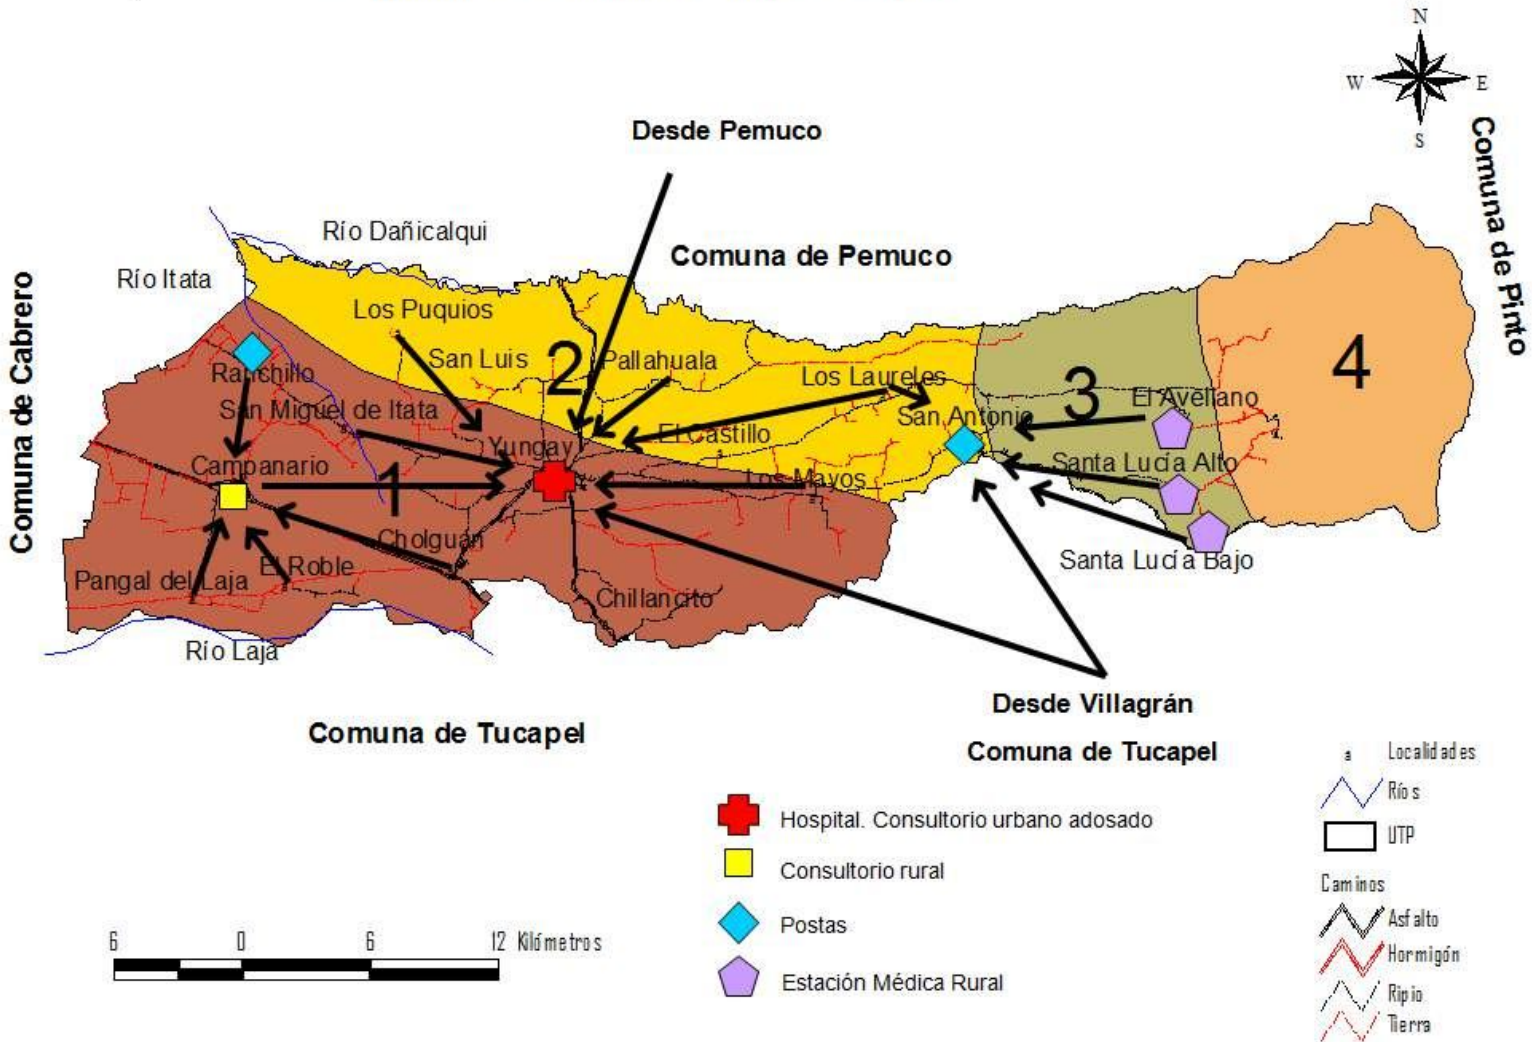 N
W
E
S
Desde Pemuco
Comuna de Pinto
Río Dañicalqui
Comuna de Pemuco
Río Itata
Comuna de Cabrero
Los Puquios
San Luis
2
Pallahuala
4
Ranchillo
Los Laureles
3
El Avellano
San Miguel de Itata
San Antonio
Yungay
El Castillo
Campanario
1
Los Mayos
Santa Lucía Alto
Cholguán
Pangal del Laja
El Roble
Chillancito
Santa Lucía Bajo
Río Laja
Desde Villagrán
Comuna de Tucapel
Comuna de Tucapel
Localidades
Ríos
UTP
Caminos
Asfalto
Hormigón
Ripio
Tierra
Hospital. Consultorio urbano adosado
Consultorio rural
Postas
Estación Médica Rural
6 0 6 12 Kilómetros